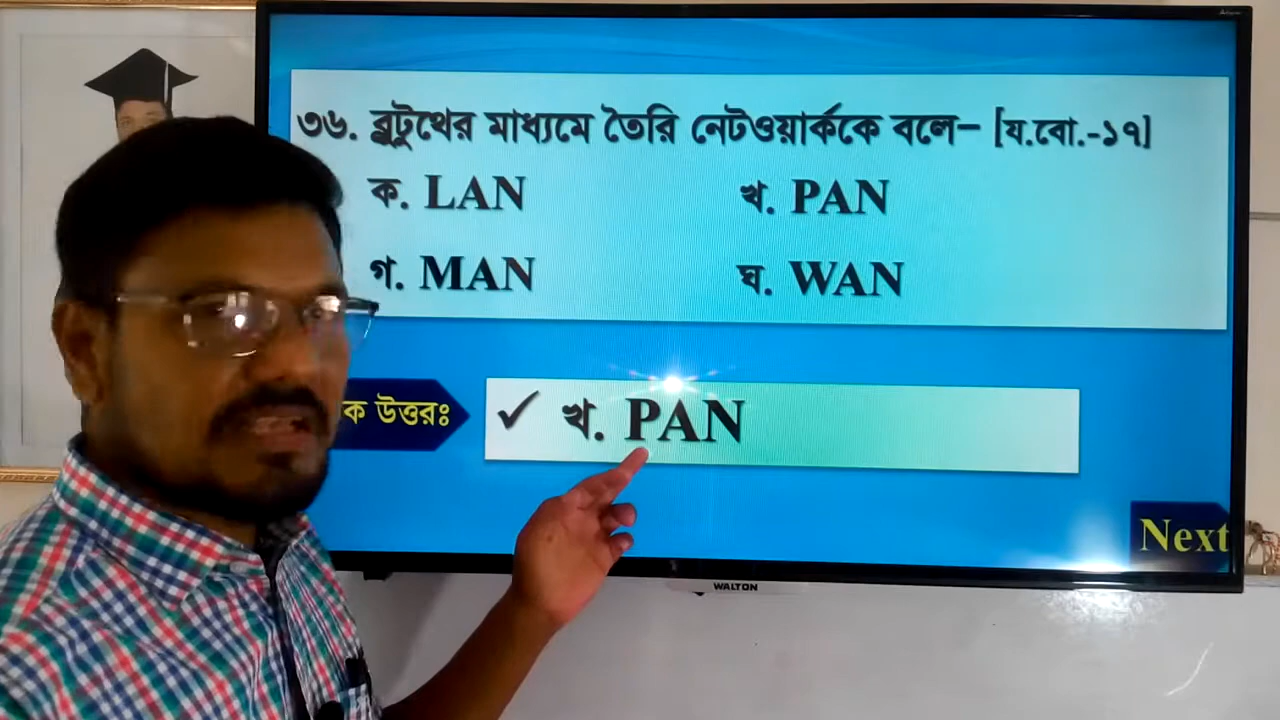 ৩৬. ব্লুটুথের মাধ্যমে তৈরি নেটওয়ার্ককে বলে– [য.বো.-১৭]
ক. LAN খ. PAN
গ. MAN ঘ. WAN
ক উত্তরঃ ✓ খ. PAN
Next
WALTON